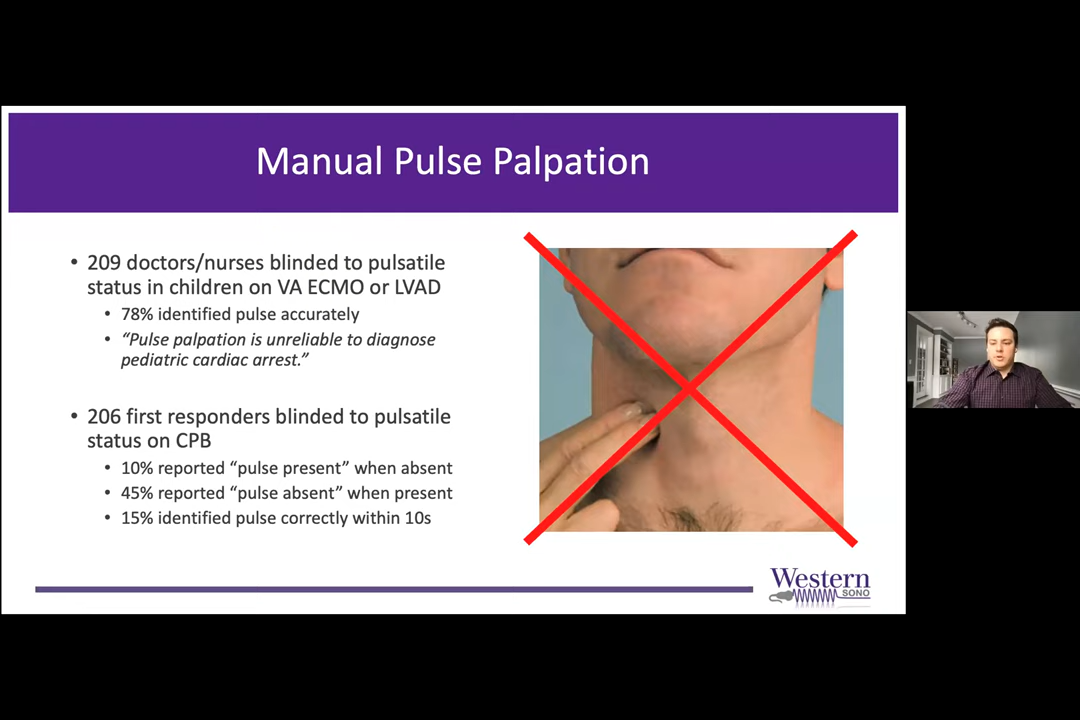 Manual Pulse Palpation
• 209 doctors/nurses blinded to pulsatile
status in children on VA ECMO or LVAD
• 78% identified pulse accurately
• “Pulse palpation is unreliable to diagnose
pediatric cardiac arrest.”
• 206 first responders blinded to pulsatile
status on CPB
• 10% reported “pulse present” when absent
• 45% reported “pulse absent” when present
• 15% identified pulse correctly within 10s
Western
SONO